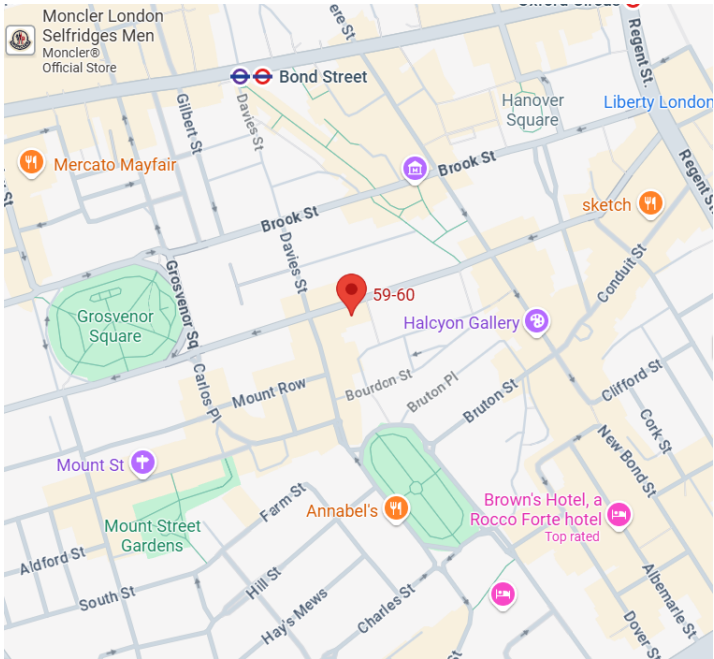 Moncler London
Selfridges Men
Moncler®
Official Store
Oxford Circus
Regent St.
Bond Street
Hanover
Square
Liberty London
Gilbert St
Davies St
Mercato Mayfair
Brook St
Regent St.
sketch
Brook St
Davies St
Conduit St
Grosvenor Sq
59-60
Grosvenor
Square
Halcyon Gallery
Carlos Pl
Mount Row
Bourdon St
Bruton Pl
Bruton St
Clifford St
Cork St
New Bond St
Mount St
Farm St
Annabel's
Brown's Hotel, a
Rocco Forte hotel
Top rated
Mount Street
Gardens
Aldford St
South St
Hill St
Hay's Mews
Charles St
Albemarle St
Dover St